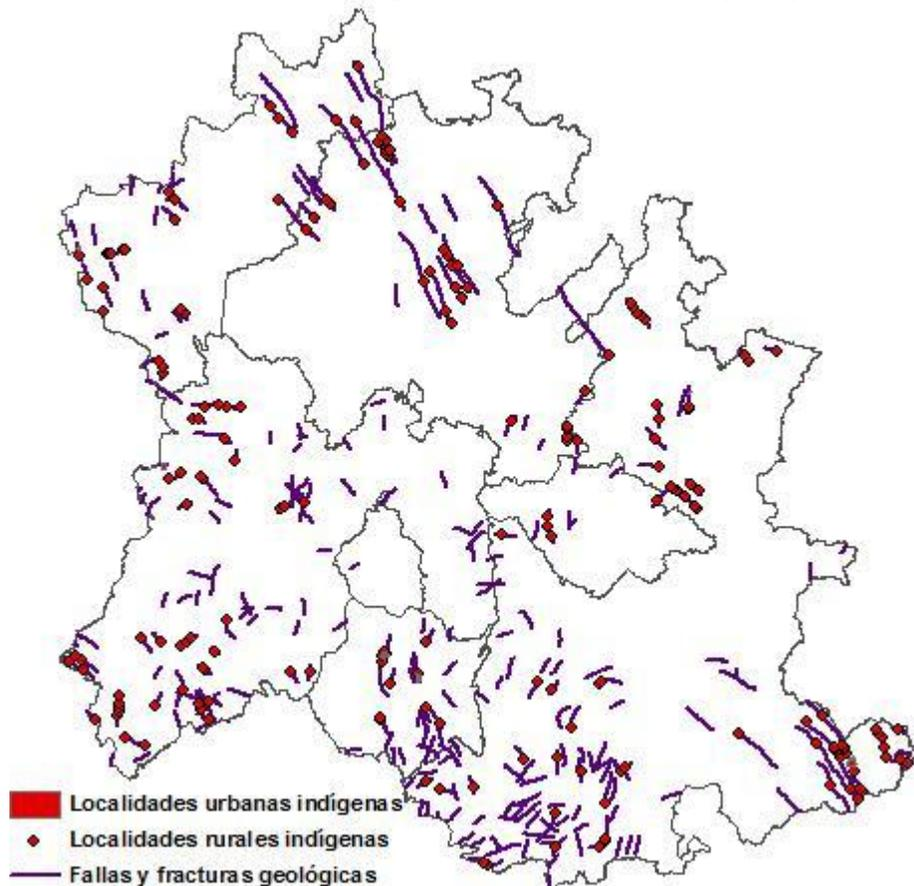 Localidades urbanas indígenas
Localidades rurales indígenas
Fallas y fracturas geológicas